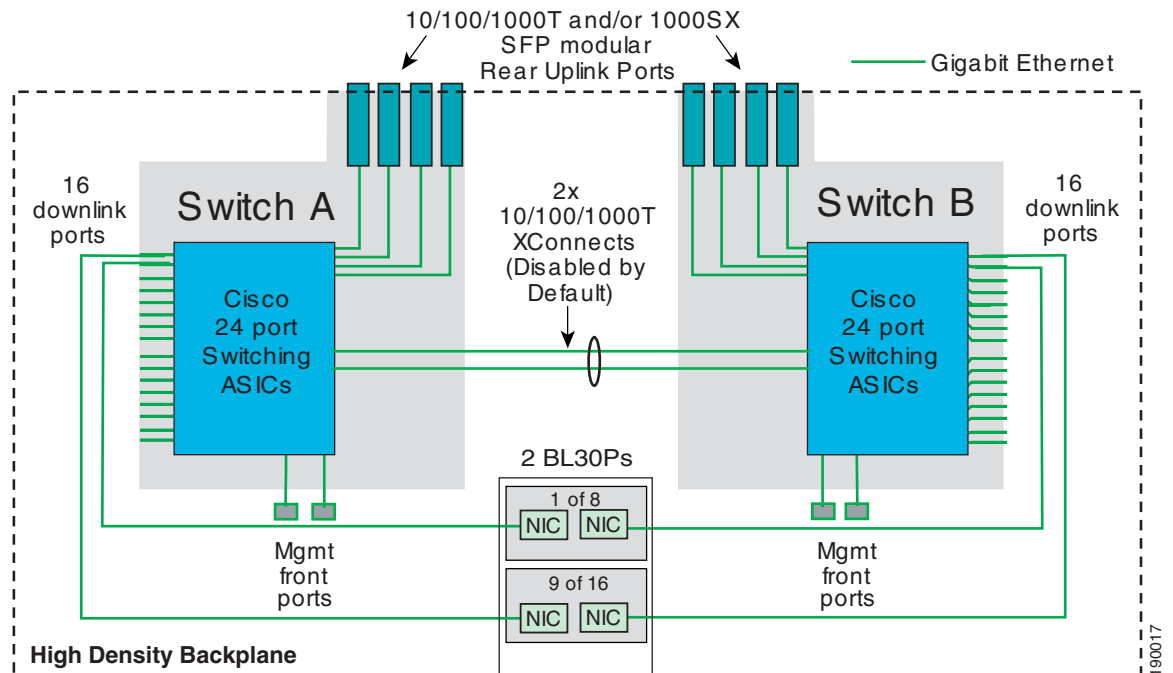 10/100/1000T and/or 1000SX
SFP modular
Rear Uplink Ports
Gigabit Ethernet
16
downlink
ports
Switch A
2x
10/100/1000T
XConnects
(Disabled by
Default)
Switch B
16
downlink
ports
Cisco
24 port
Switching
ASICs
Cisco
24 port
Switching
ASICs
2 BL30Ps
1 of 8
NIC
NIC
Mgmt
front
ports
Mgmt
front
ports
9 of 16
NIC
NIC
High Density Backplane
190017